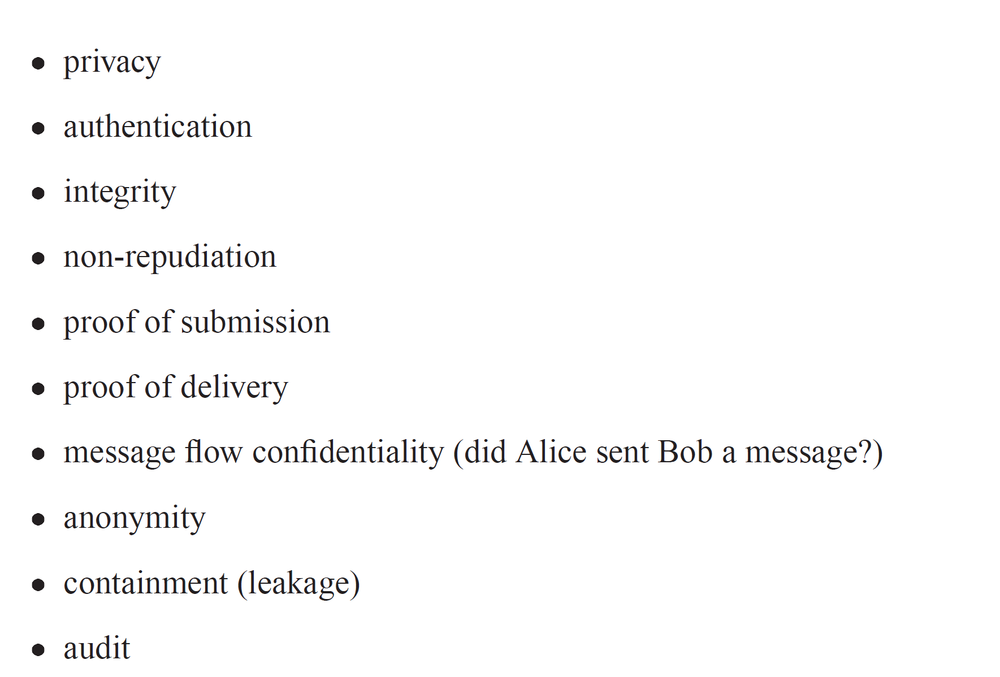 • privacy
• authentication
• integrity
• non-repudiation
• proof of submission
• proof of delivery
• message flow confidentiality (did Alice sent Bob a message?)
• anonymity
• containment (leakage)
• audit